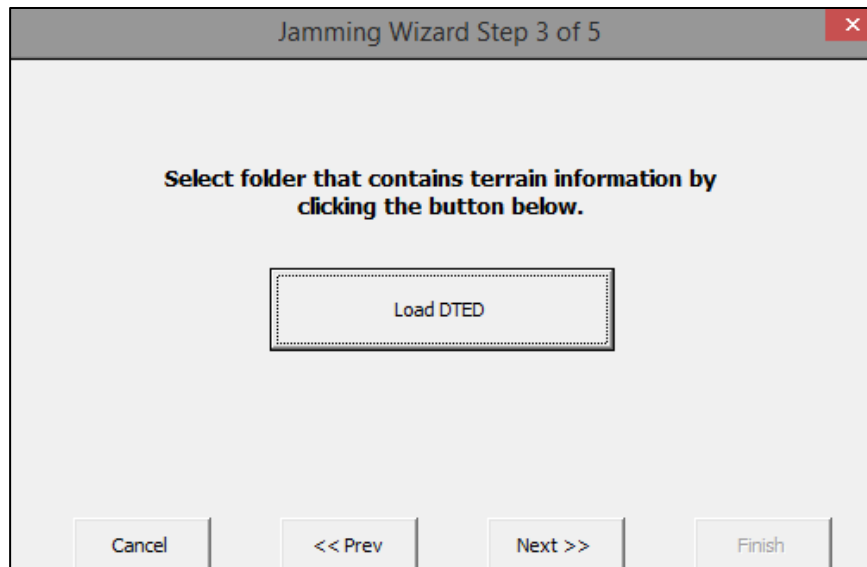 Jamming Wizard Step 3 of 5
Select folder that contains terrain information by
clicking the button below.
Load DTED
Cancel
<< Prev
Next >>
Finish